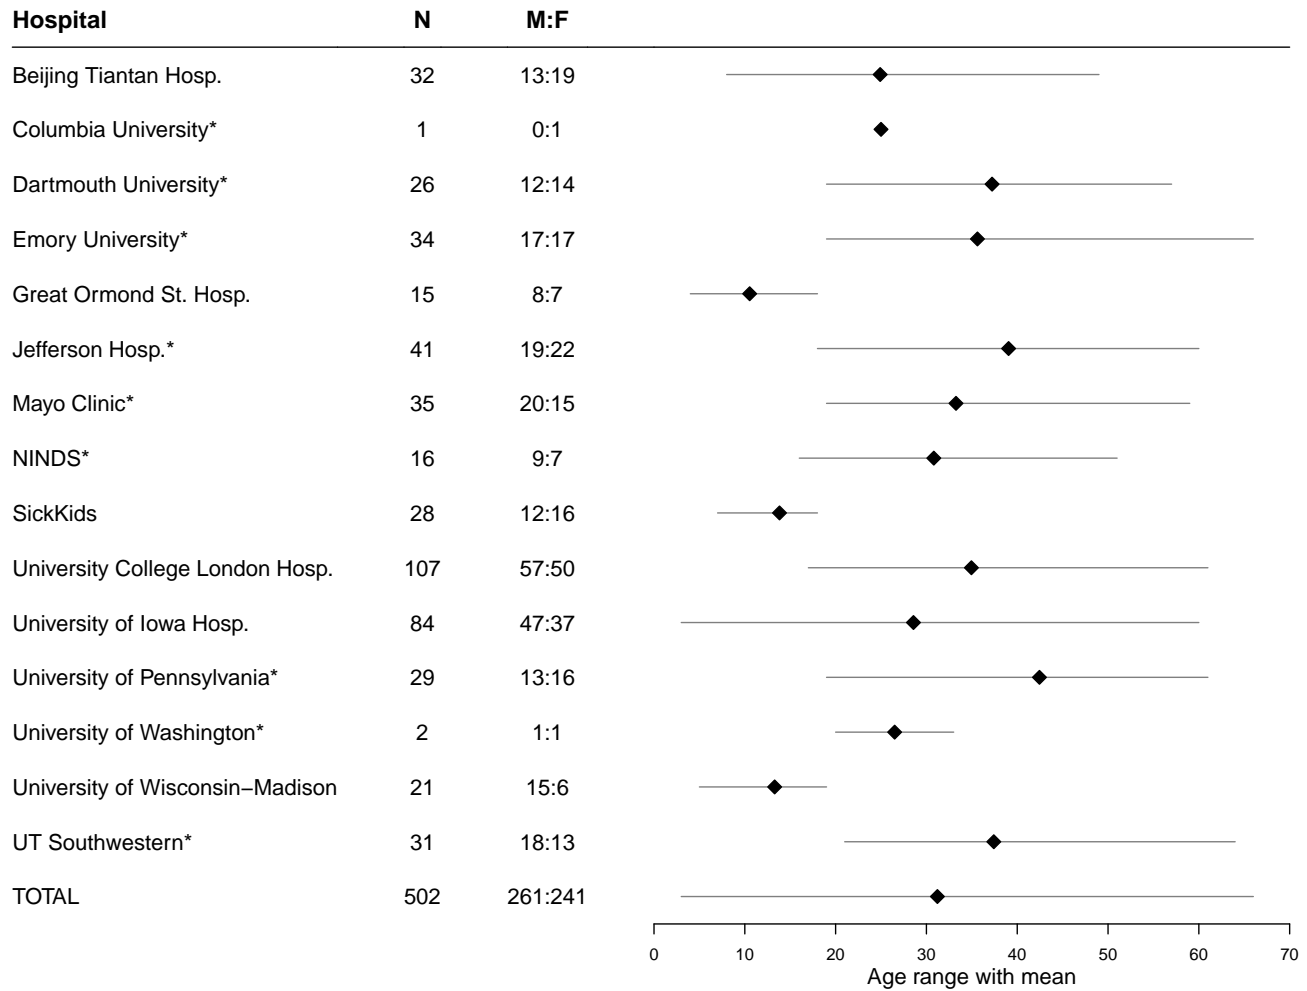 Hospital N M:F
Beijing Tiantan Hosp. 32 13:19
Columbia University* 1 0:1
Dartmouth University* 26 12:14
Emory University* 34 17:17
Great Ormond St. Hosp. 15 8:7
Jefferson Hosp.* 41 19:22
Mayo Clinic* 35 20:15
NINDS* 16 9:7
SickKids 28 12:16
University College London Hosp. 107 57:50
University of Iowa Hosp. 84 47:37
University of Pennsylvania* 29 13:16
University of Washington* 2 1:1
University of Wisconsin−Madison 21 15:6
UT Southwestern* 31 18:13
TOTAL 502 261:241
0 10 20 30 40 50 60 70
Age range with mean